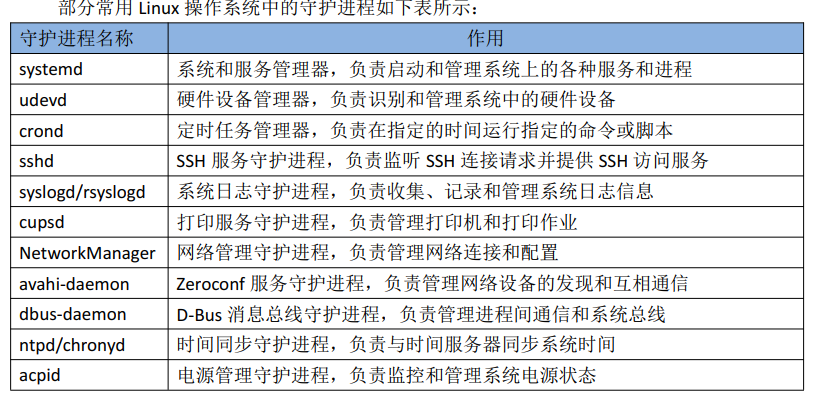 部分常用 Linux 操作系统中的守护进程如下表所示：
守护进程名称 作用
systemd 系统和服务管理器，负责启动和管理系统上的各种服务和进程
udevd 硬件设备管理器，负责识别和管理系统中的硬件设备
crond 定时任务管理器，负责在指定的时间运行指定的命令或脚本
sshd SSH 服务守护进程，负责监听 SSH 连接请求并提供 SSH 访问服务
syslogd/rsyslogd 系统日志守护进程，负责收集、记录和管理系统日志信息
cupsd 打印服务守护进程，负责管理打印机和打印作业
NetworkManager 网络管理守护进程，负责管理网络连接和配置
avahi-daemon Zeroconf 服务守护进程，负责管理网络设备的发现和互相通信
dbus-daemon D-Bus 消息总线守护进程，负责管理进程间通信和系统总线
ntpd/chronyd 时间同步守护进程，负责与时间服务器同步系统时间
acpid 电源管理守护进程，负责监控和管理系统电源状态